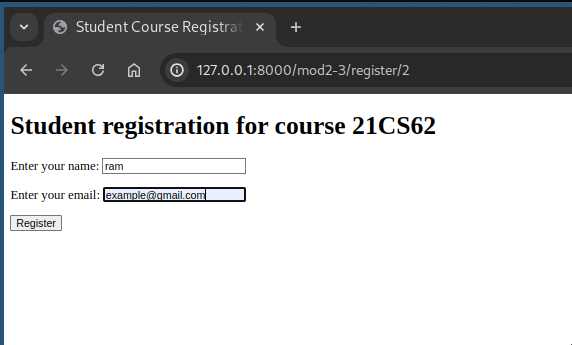 Student Course Registrat
127.0.0.1:8000/mod2-3/register/2
Student registration for course 21CS62
Enter your name: ram
Enter your email: example@gmail.com
Register